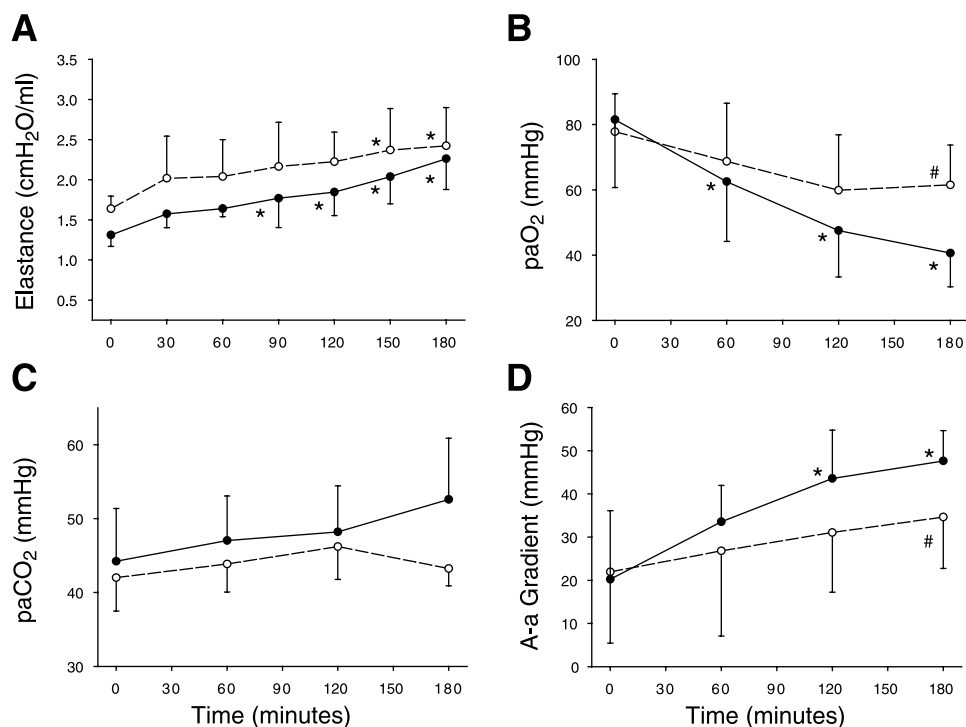 A
Elastance (cmH₂O/ml)
3.5
3.0
2.5
2.0
1.5
1.0
0.5
* *
* * * *
0 30 60 90 120 150 180
B
paO₂ (mmHg)
100
80
60
40
20
#
* * *
0 30 60 90 120 150 180
C
paCO₂ (mmHg)
60
50
40
30
0 30 60 90 120 150 180
Time (minutes)
D
A-a Gradient (mmHg)
60
50
40
30
20
10
0
* *
#
0 30 60 90 120 150 180
Time (minutes)